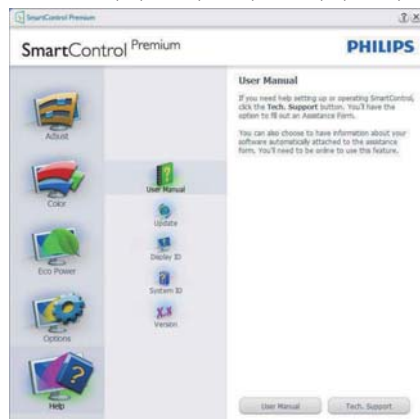 SmartControl Premium
SmartControl Premium
PHILIPS
Adjust
Color
Eco Power
Options
Help
User Manual
Update
Display ID
System ID
Version
User Manual
If you need help setting up or operating SmartControl,
click the Tech. Support button. You'll have the
option to fill out an Assistance Form.
You can also choose to have information about your
software automatically attached to the assistance
form. You'll need to be online to use this feature.
User Manual
Tech. Support